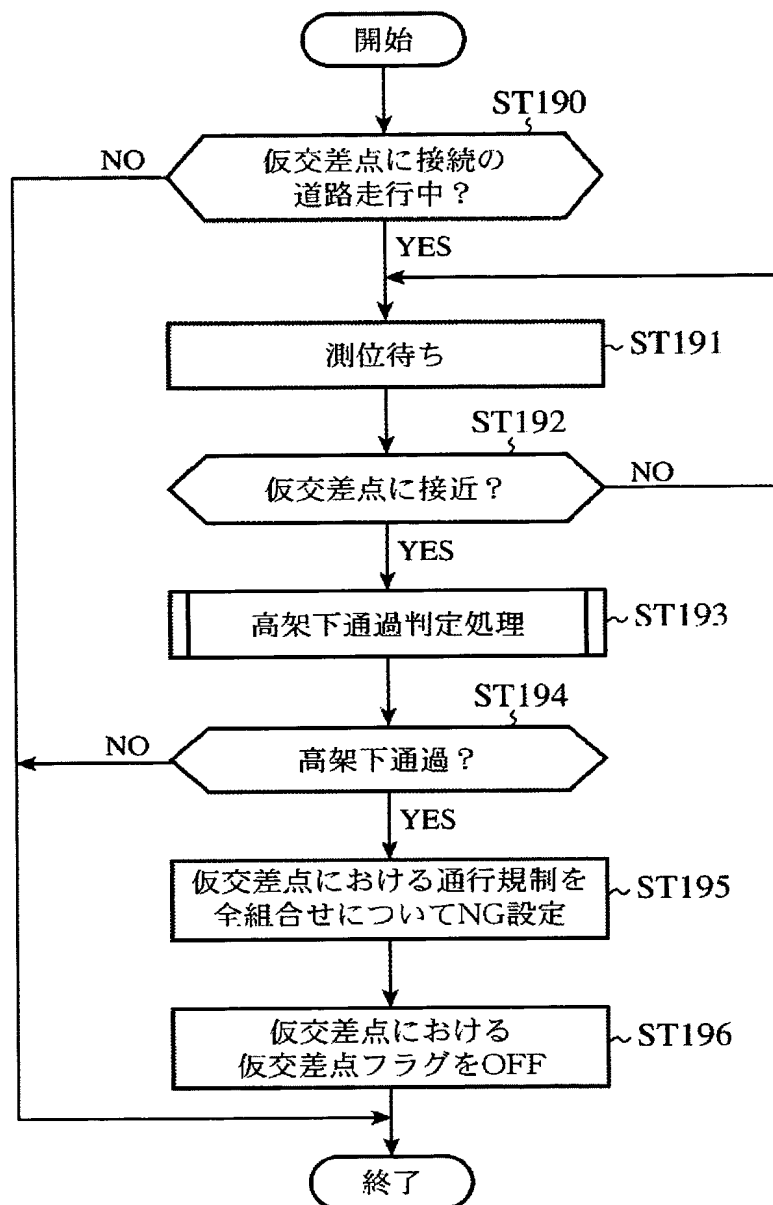 開始
ST190
NO
仮交差点に接続の
道路走行中？
YES
測位待ち
ST191
ST192
仮交差点に接近？
NO
YES
高架下通過判定処理
ST193
ST194
NO
高架下通過？
YES
仮交差点における通行規制を
全組合せについてNG設定
ST195
仮交差点における
仮交差点フラグをOFF
ST196
終了